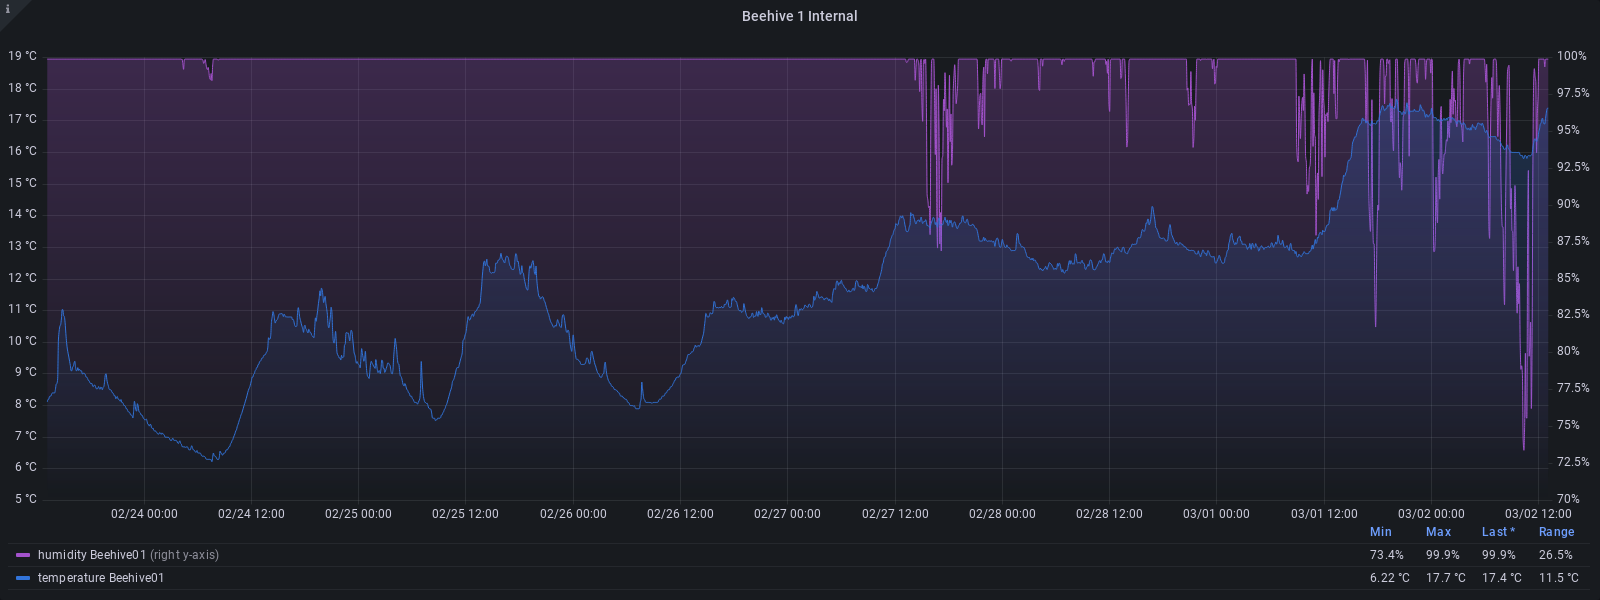 i
Beehive 1 Internal
19 °C
18 °C
17 °C
16 °C
15 °C
14 °C
13 °C
12 °C
11 °C
10 °C
9 °C
8 °C
7 °C
6 °C
5 °C
100%
97.5%
95%
92.5%
90%
87.5%
85%
82.5%
80%
77.5%
75%
72.5%
70%
02/24 00:00 02/24 12:00 02/25 00:00 02/25 12:00 02/26 00:00 02/26 12:00 02/27 00:00 02/27 12:00 02/28 00:00 02/28 12:00 03/01 00:00 03/01 12:00 03/02 00:00 03/02 12:00
Min Max Last * Range
humidity Beehive01 (right y-axis) 73.4% 99.9% 99.9% 26.5%
temperature Beehive01 6.22 °C 17.7 °C 17.4 °C 11.5 °C